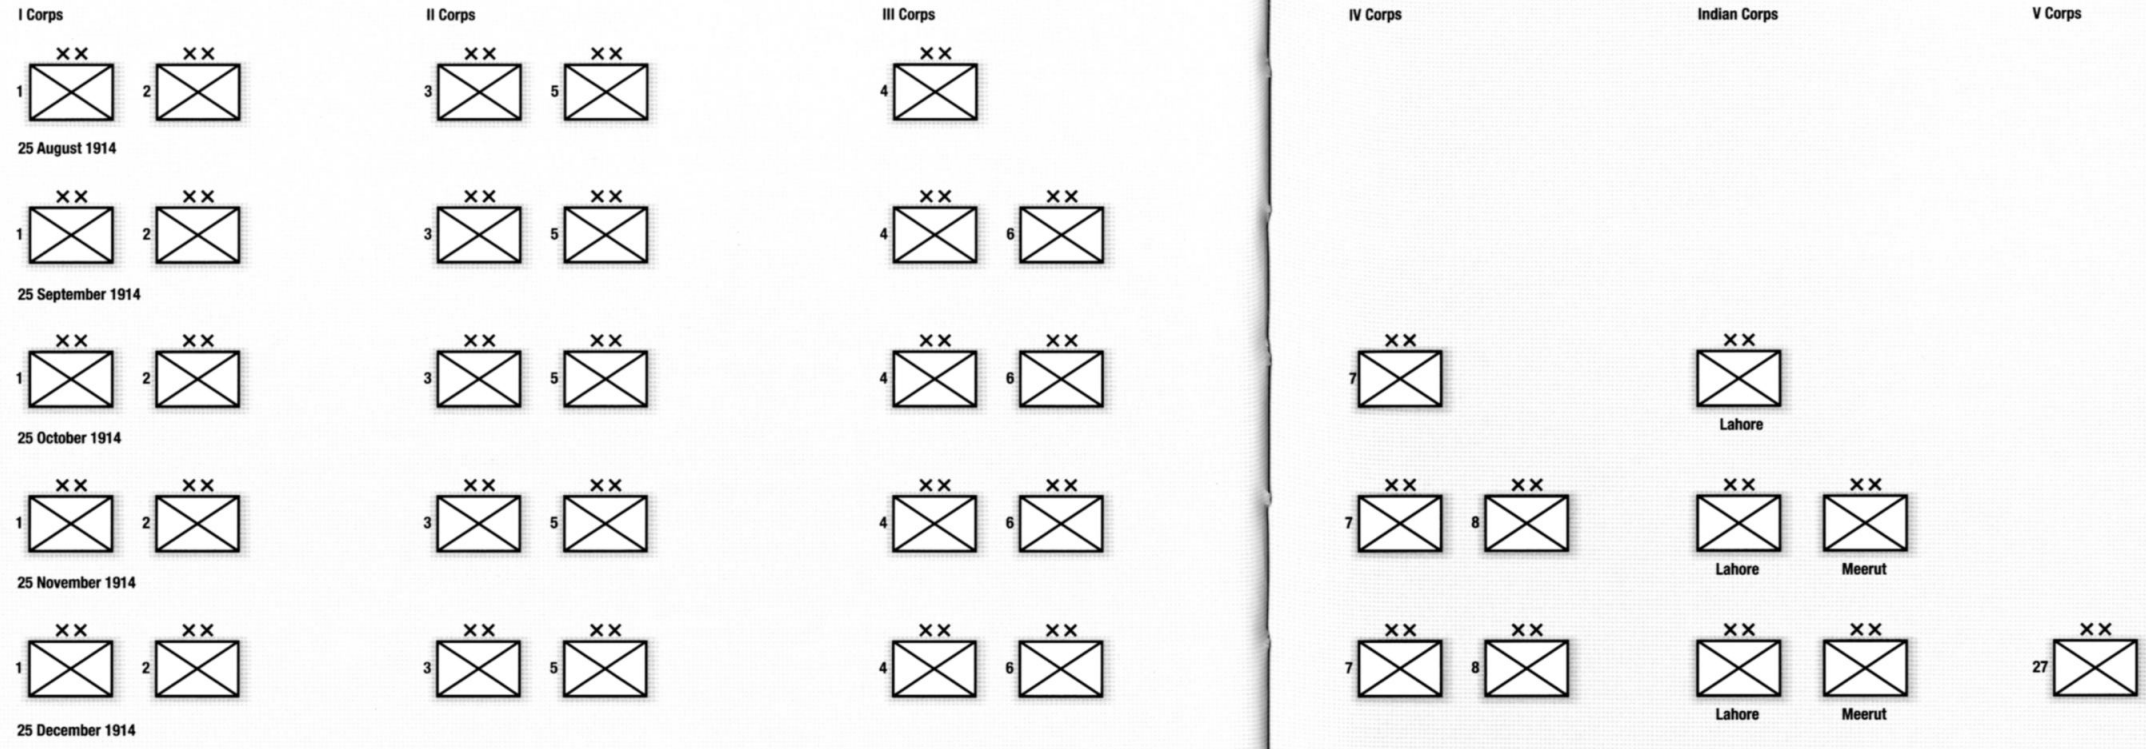 I Corps II Corps III Corps IV Corps Indian Corps V Corps
XX XX XX XX XX
1 2 3 5 4
25 August 1914
XX XX XX XX XX XX
1 2 3 5 4 6
25 September 1914
XX XX XX XX XX XX XX XX
1 2 3 5 4 6 7
Lahore
25 October 1914
XX XX XX XX XX XX XX XX XX XX
1 2 3 5 4 6 7 8
Lahore Meerut
25 November 1914
XX XX XX XX XX XX XX XX XX XX XX
1 2 3 5 4 6 7 8 27
Lahore Meerut
25 December 1914